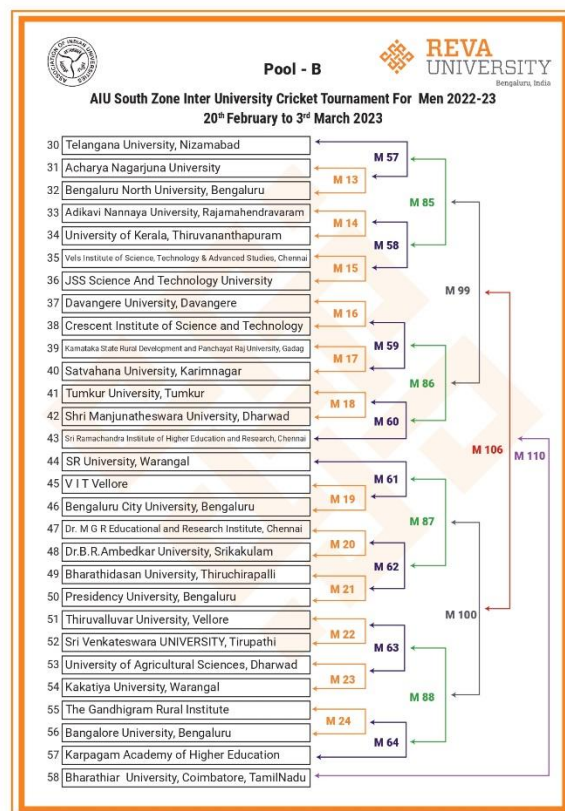 ASSOCIATION OF INDIAN UNIVERSITIES
REVA
UNIVERSITY
Bengaluru, India
Pool - B
AIU South Zone Inter University Cricket Tournament For Men 2022-23
20th February to 3rd March 2023
30 Telangana University, Nizamabad
31 Acharya Nagarjuna University
32 Bengaluru North University, Bengaluru
33 Adikavi Nannaya University, Rajamahendravaram
34 University of Kerala, Thiruvananthapuram
35 Vels Institute of Science, Technology & Advanced Studies, Chennai
36 JSS Science And Technology University
37 Davangere University, Davangere
38 Crescent Institute of Science and Technology
39 Karnataka State Rural Development and Panchayat Raj University, Gadag
40 Satvahana University, Karimnagar
41 Tumkur University, Tumkur
42 Shri Manjunatheswara University, Dharwad
43 Sri Ramachandra Institute of Higher Education and Research, Chennai
44 SR University, Warangal
45 V I T Vellore
46 Bengaluru City University, Bengaluru
47 Dr. M G R Educational and Research Institute, Chennai
48 Dr.B.R.Ambedkar University, Srikakulam
49 Bharathidasan University, Thiruchirapalli
50 Presidency University, Bengaluru
51 Thiruvalluvar University, Vellore
52 Sri Venkateswara UNIVERSITY, Tirupathi
53 University of Agricultural Sciences, Dharwad
54 Kakatiya University, Warangal
55 The Gandhigram Rural Institute
56 Bangalore University, Bengaluru
57 Karpagam Academy of Higher Education
58 Bharathiar University, Coimbatore, TamilNadu
M 13
M 14
M 15
M 16
M 17
M 18
M 19
M 20
M 21
M 22
M 23
M 24
M 57
M 58
M 59
M 60
M 61
M 62
M 63
M 64
M 85
M 86
M 87
M 88
M 99
M 100
M 106
M 110